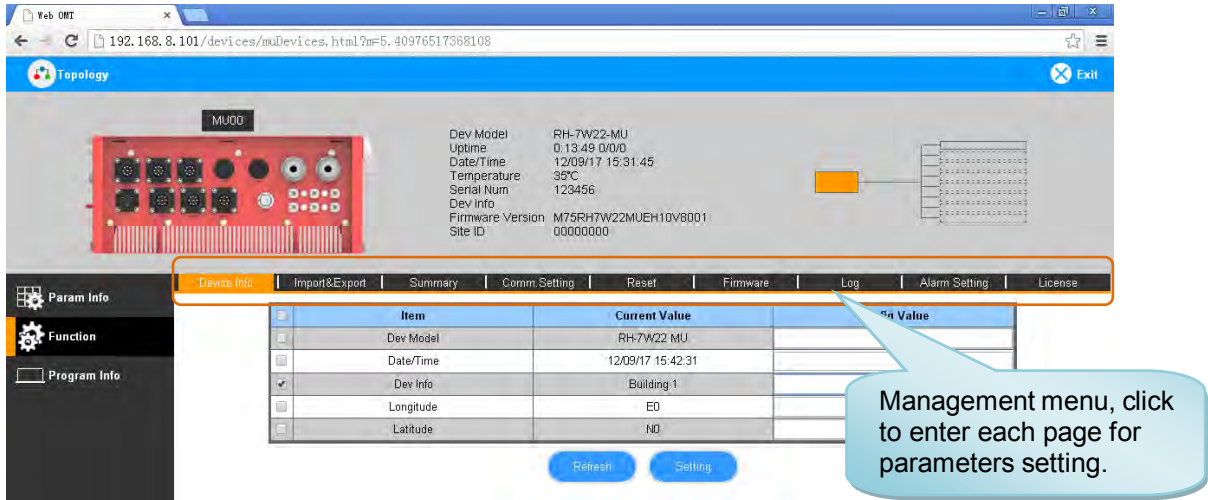 Web OMT
192.168.8.101/devices/muDevices.html?m=5.40976517368108
Topology
Exit
MU00
Dev Model RH-7W22-MU
Uptime 0:13:49 0/0/0
Date/Time 12/09/17 15:31:45
Temperature 35℃
Serial Num 123456
Dev Info
Firmware Version M75RH7W22MUEH10V8001
Site ID 00000000
Device Info Import&Export Summary Comm.Setting Reset Firmware Log Alarm Setting License
Param Info
Function
Program Info
Item Current Value Value
Dev Model RH-7W22 MU
Date/Time 12/09/17 15:42:31
Dev Info Building 1
Longitude E0
Latitude N0
Refresh Setting
Management menu, click
to enter each page for
parameters setting.